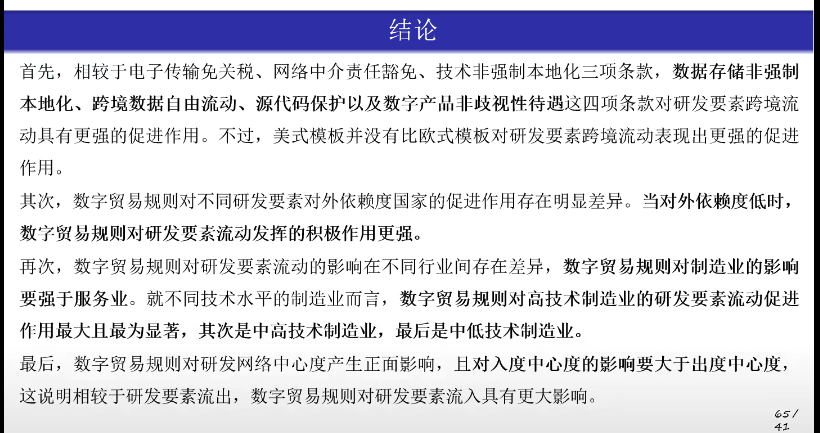 结论
首先，相较于电子传输免关税、网络中介责任豁免、技术非强制本地化三项条款，数据存储非强制
本地化、跨境数据自由流动、源代码保护以及数字产品非歧视性待遇这四项条款对研发要素跨境流
动具有更强的促进作用。不过，美式模板并没有比欧式模板对研发要素跨境流动表现出更强的促进
作用。
其次，数字贸易规则对不同研发要素对外依赖度国家的促进作用存在明显差异。当对外依赖度低时，
数字贸易规则对研发要素流动发挥的积极作用更强。
再次，数字贸易规则对研发要素流动的影响在不同行业间存在差异，数字贸易规则对制造业的影响
要强于服务业。就不同技术水平的制造业而言，数字贸易规则对高技术制造业的研发要素流动促进
作用最大且最为显著，其次是中高技术制造业，最后是中低技术制造业。
最后，数字贸易规则对研发网络中心度产生正面影响，且对入度中心度的影响要大于出度中心度，
这说明相较于研发要素流出，数字贸易规则对研发要素流入具有更大影响。
65/
41